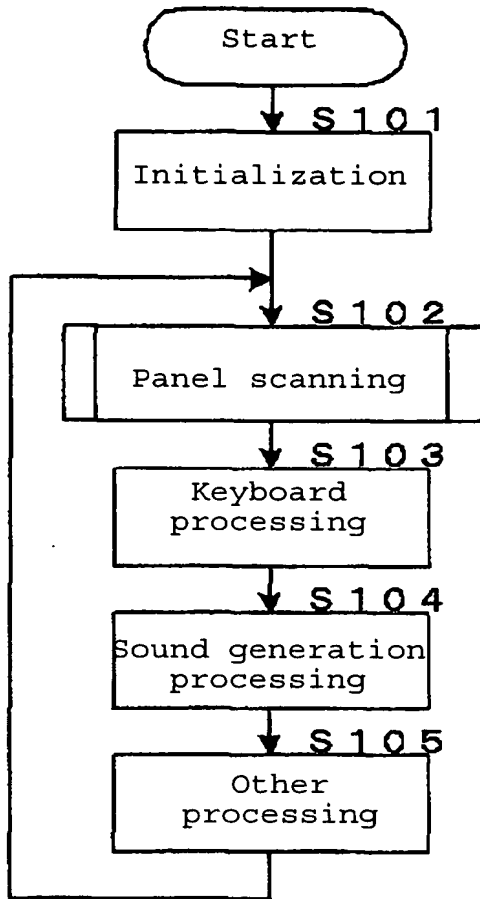 Start
S101
Initialization
S102
Panel scanning
S103
Keyboard
processing
S104
Sound generation
processing
S105
Other
processing